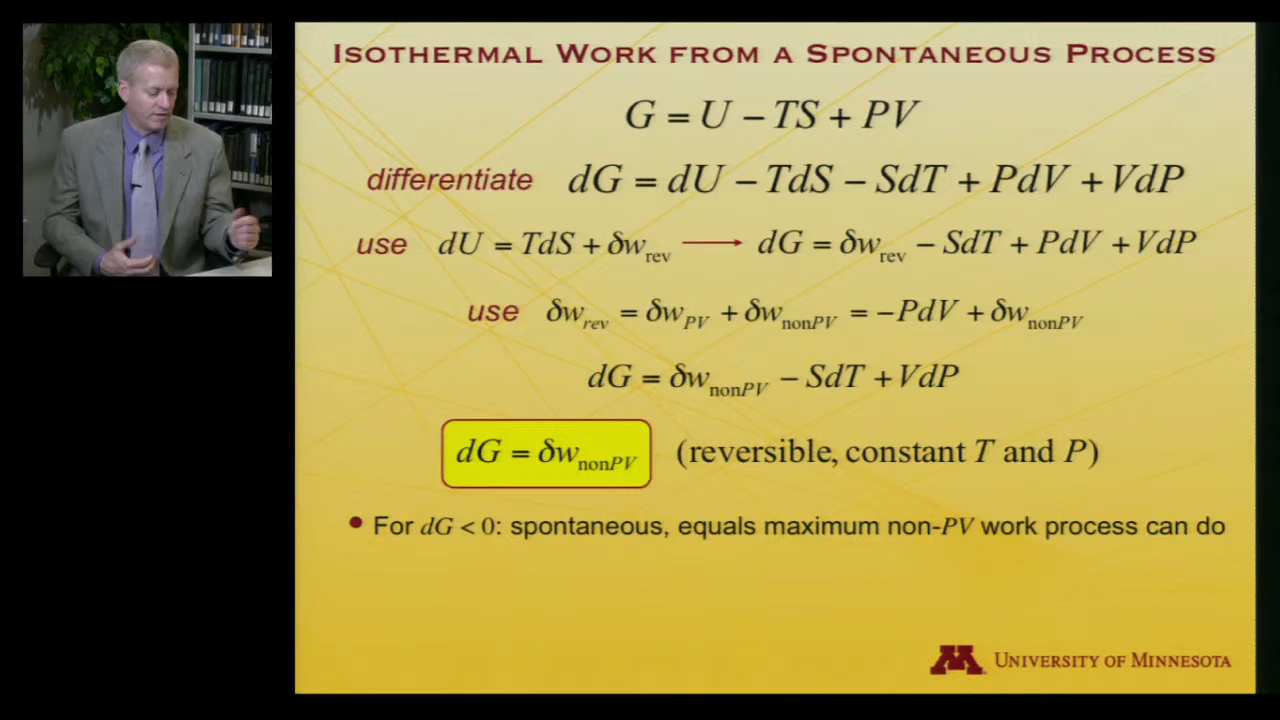 ISOTHERMAL WORK FROM A SPONTANEOUS PROCESS
G = U − TS + PV
differentiate dG = dU − TdS − SdT + PdV + VdP
use dU = TdS + δw_rev ⟶ dG = δw_rev − SdT + PdV + VdP
use δw_rev = δw_PV + δw_nonPV = −PdV + δw_nonPV
dG = δw_nonPV − SdT + VdP
dG = δw_nonPV (reversible, constant T and P)
• For dG < 0: spontaneous, equals maximum non-PV work process can do
M UNIVERSITY OF MINNESOTA